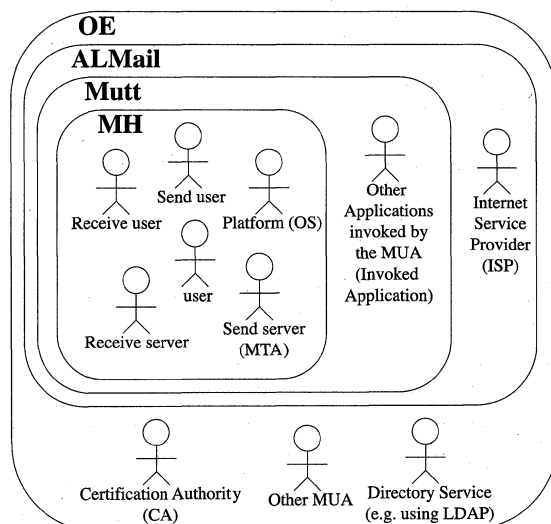 OE
ALMail
Mutt
MH
Receive user
Send user
Platform (OS)
Receive server
user
Send server
(MTA)
Other
Applications
invoked by
the MUA
(Invoked
Application)
Internet
Service
Provider
(ISP)
Certification Authority
(CA)
Other MUA
Directory Service
(e.g. using LDAP)